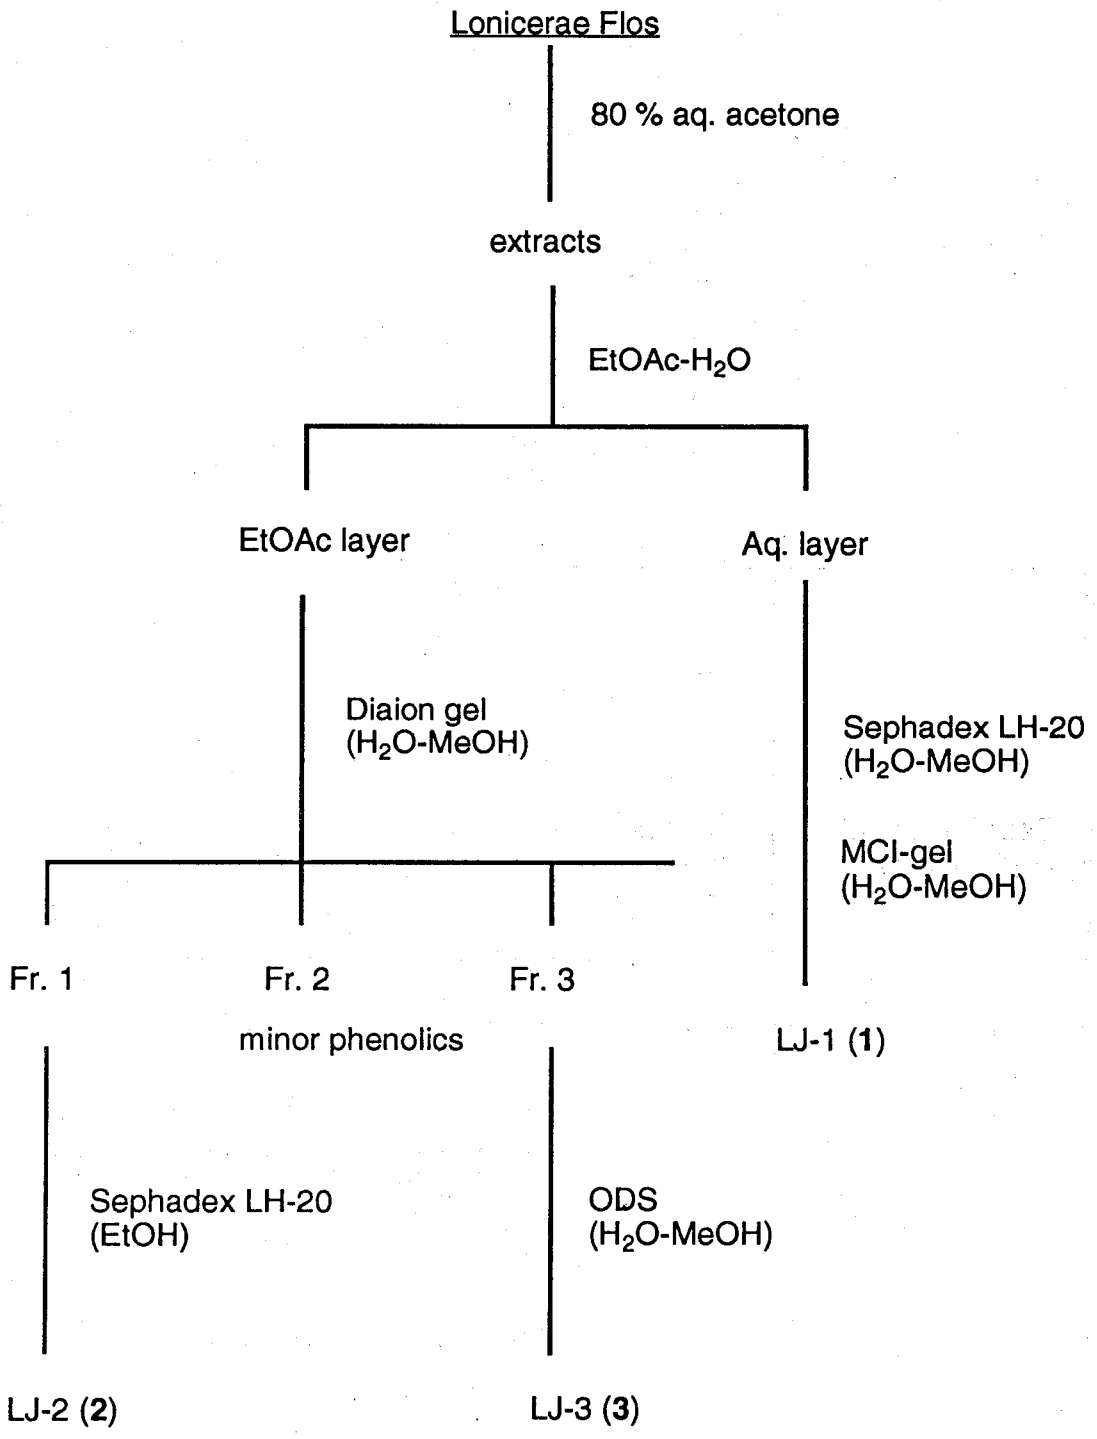 Lonicerae Flos
80 % aq. acetone
extracts
EtOAc-H₂O
EtOAc layer
Aq. layer
Diaion gel
(H₂O-MeOH)
Sephadex LH-20
(H₂O-MeOH)
MCI-gel
(H₂O-MeOH)
Fr. 1
Fr. 2
Fr. 3
minor phenolics
LJ-1 (1)
Sephadex LH-20
(EtOH)
ODS
(H₂O-MeOH)
LJ-2 (2)
LJ-3 (3)